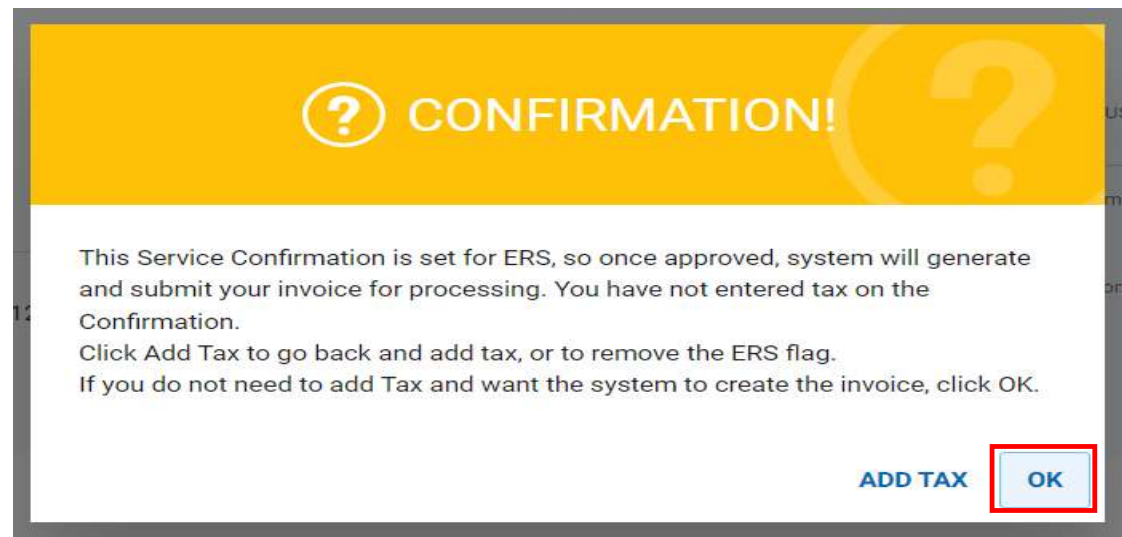 ? CONFIRMATION!
This Service Confirmation is set for ERS, so once approved, system will generate
and submit your invoice for processing. You have not entered tax on the
Confirmation.
Click Add Tax to go back and add tax, or to remove the ERS flag.
If you do not need to add Tax and want the system to create the invoice, click OK.
ADD TAX OK